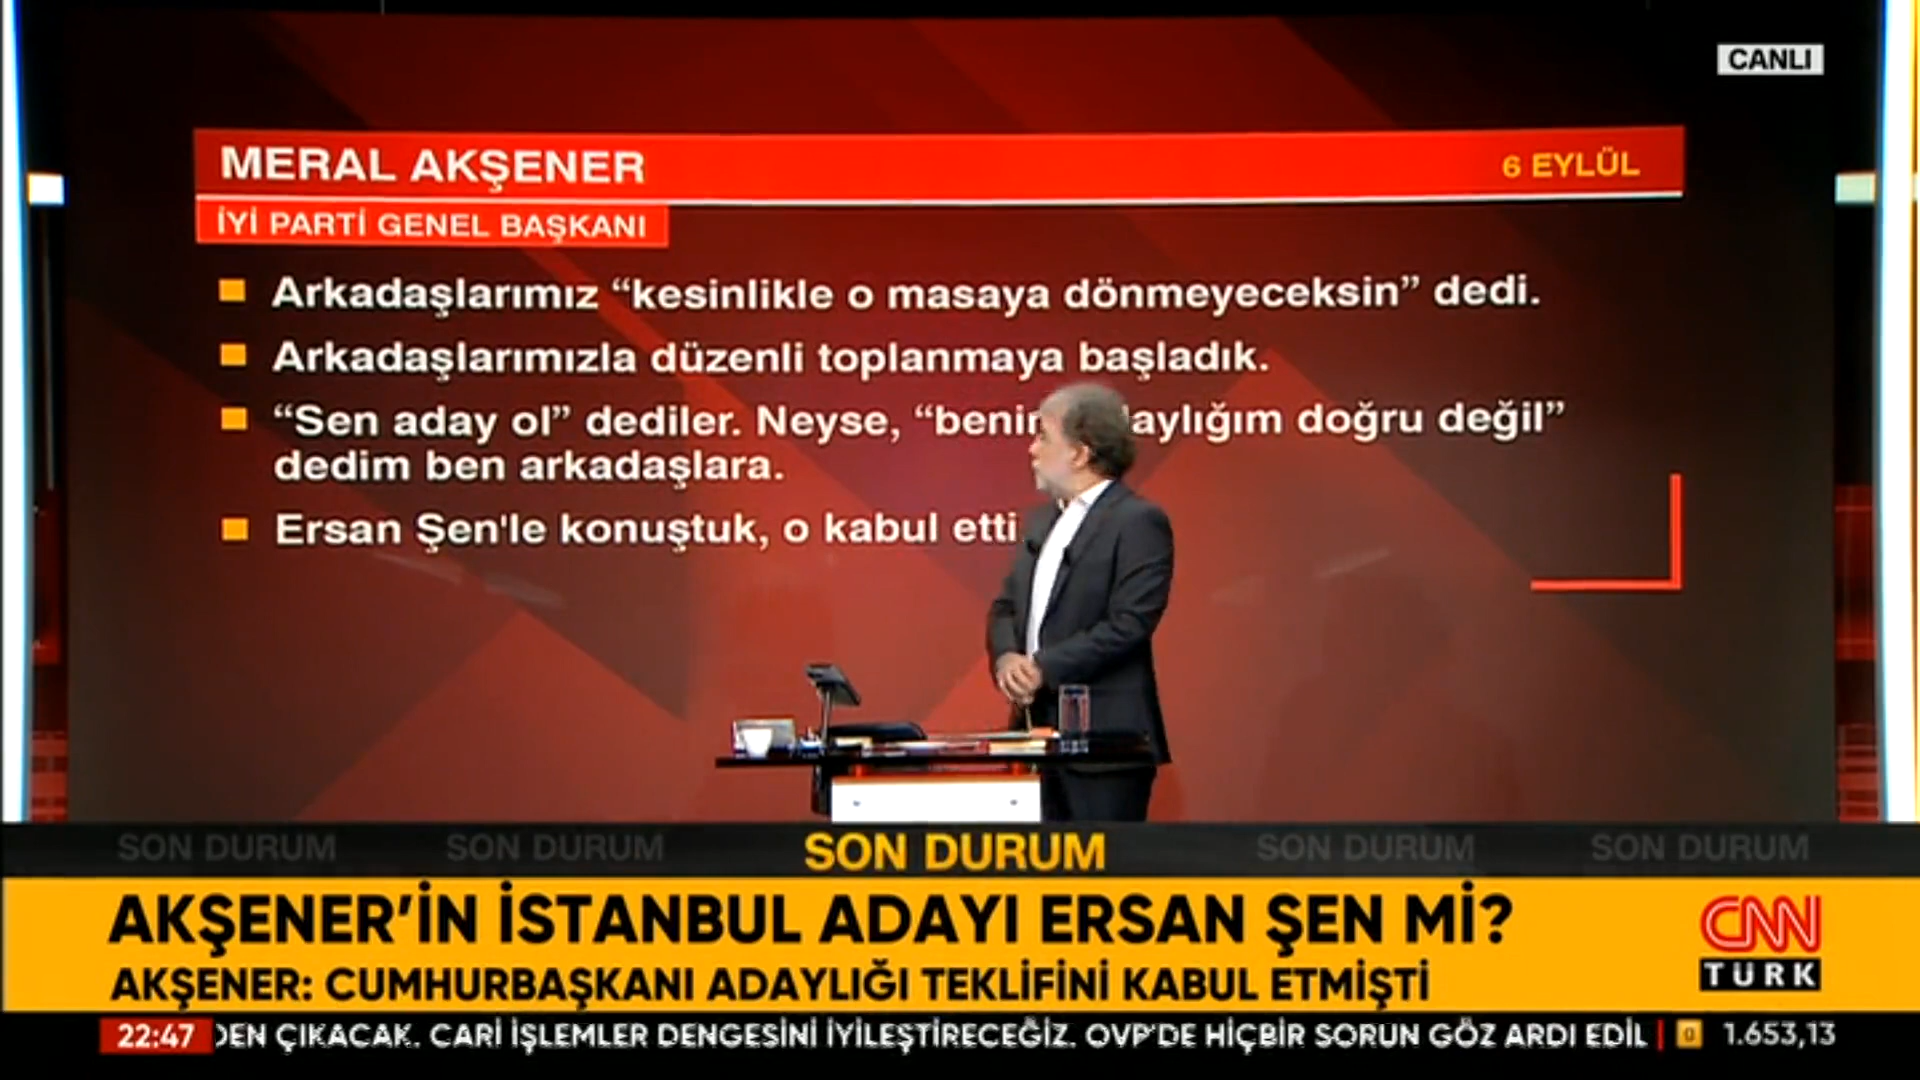 CANLI
MERAL AKŞENER
6 EYLÜL
İYİ PARTİ GENEL BAŞKANI
Arkadaşlarımız “kesinlikle o masaya dönmeyeceksin” dedi.
Arkadaşlarımızla düzenli toplanmaya başladık.
“Sen aday ol” dediler. Neyse, doğru değil”
dedim ben arkadaşlara.
Ersan Şen'le konuştuk, o kabul etti
SON DURUM SON DURUM SON DURUM SON DURUM SON DURUM
AKŞENER’İN İSTANBUL ADAYI ERSAN ŞEN Mİ?
AKŞENER: CUMHURBAŞKANI ADAYLIĞI TEKLİFİNİ KABUL ETMİŞTİ
CNN
TÜRK
22:47 DEN ÇIKACAK. CARİ İŞLEMLER DENGESİNİ İYİLEŞTİRECEĞİZ. OVP'DE HİÇBİR SORUN GÖZ ARDI EDİL 1.653,13